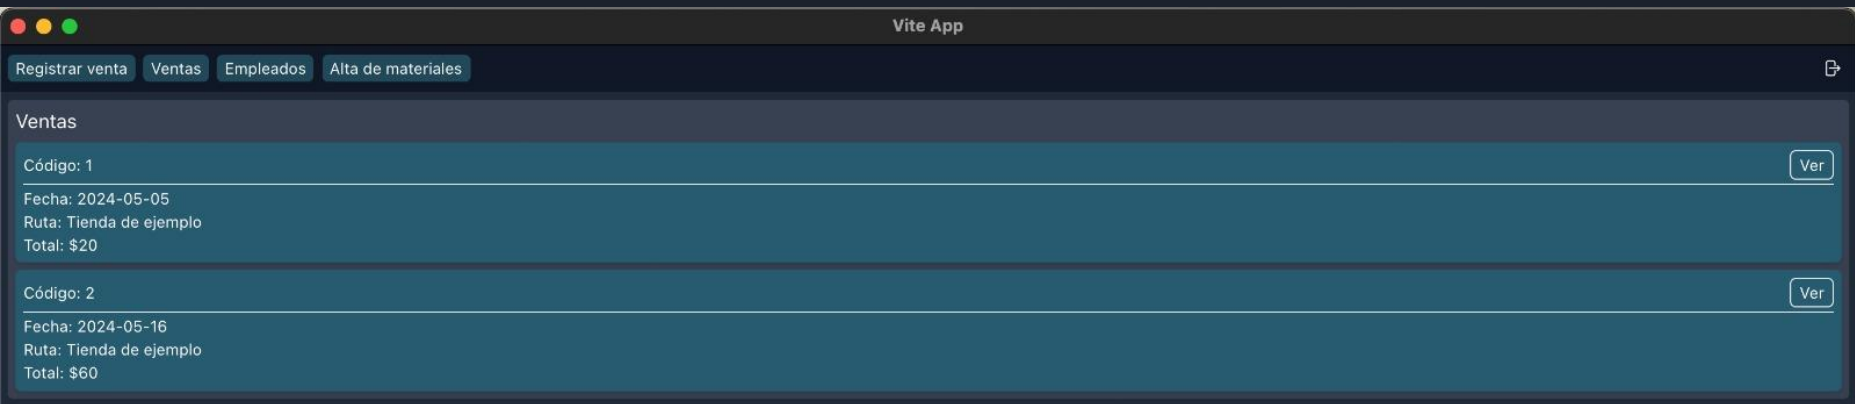 Vite App
Registrar venta Ventas Empleados Alta de materiales
Ventas
Código: 1 Ver
Fecha: 2024-05-05
Ruta: Tienda de ejemplo
Total: $20
Código: 2 Ver
Fecha: 2024-05-16
Ruta: Tienda de ejemplo
Total: $60